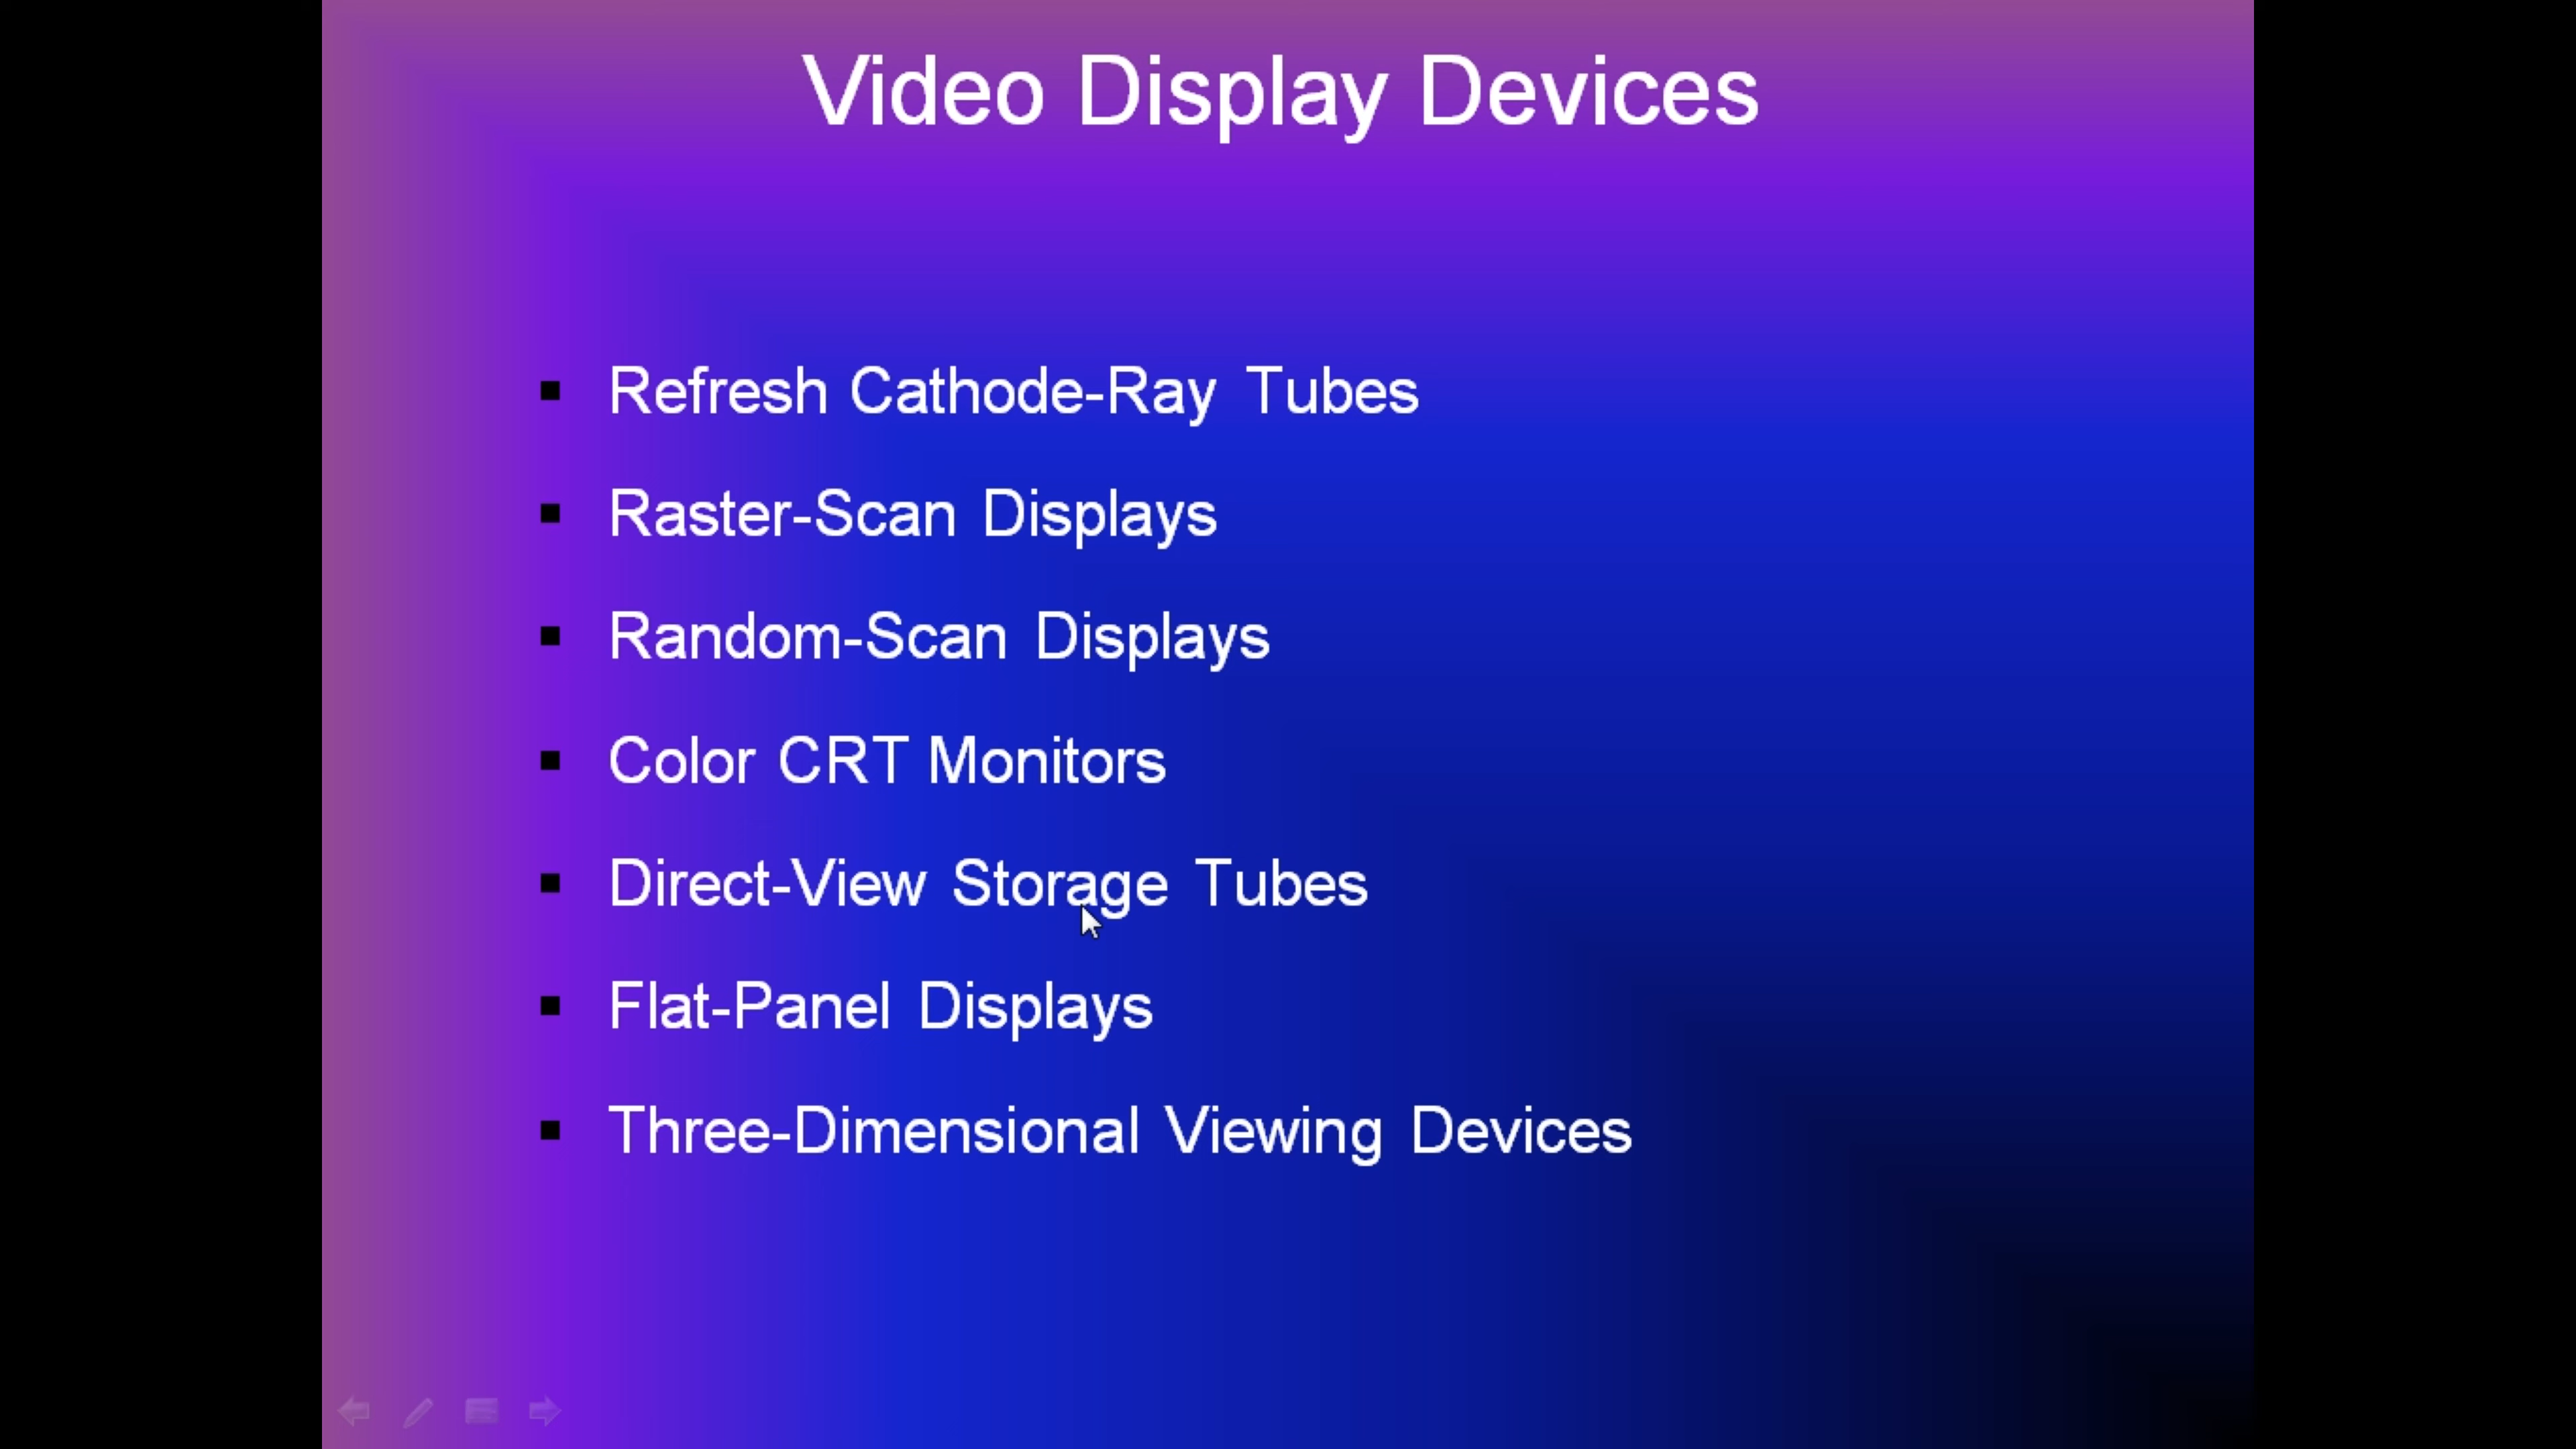 Video Display Devices
Refresh Cathode-Ray Tubes
Raster-Scan Displays
Random-Scan Displays
Color CRT Monitors
Direct-View Storage Tubes
Flat-Panel Displays
Three-Dimensional Viewing Devices